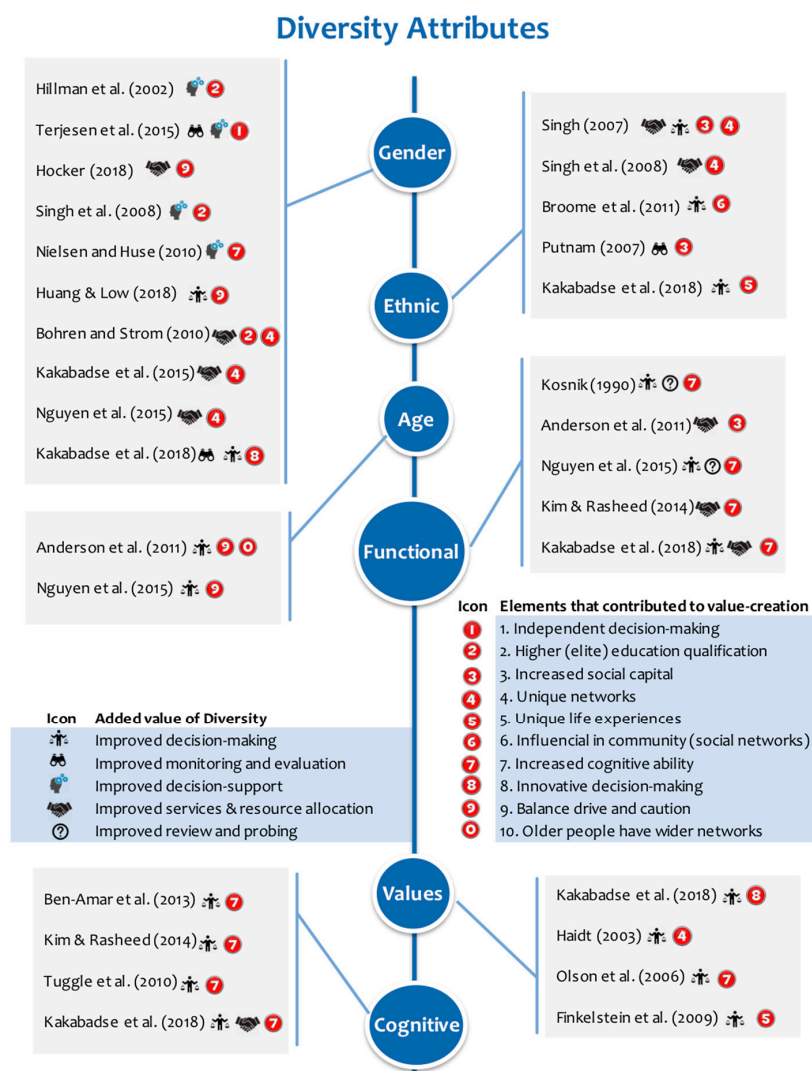 Diversity Attributes
Hillman et al. (2002) 2
Terjesen et al. (2015) 1
Hocker (2018) 9
Singh et al. (2008) 2
Nielsen and Huse (2010) 7
Huang & Low (2018) 9
Bohren and Strom (2010) 2 4
Kakabadse et al. (2015) 4
Nguyen et al. (2015) 4
Kakabadse et al. (2018) 8
Gender
Singh (2007) 3 4
Singh et al. (2008) 4
Broome et al. (2011) 6
Putnam (2007) 3
Kakabadse et al. (2018) 5
Ethnic
Age
Kosnik (1990) ? 7
Anderson et al. (2011) 3
Nguyen et al. (2015) ? 7
Kim & Rasheed (2014) 7
Kakabadse et al. (2018) 7
Anderson et al. (2011) 9 0
Nguyen et al. (2015) 9
Functional
Icon Elements that contributed to value-creation
1 1. Independent decision-making
2 2. Higher (elite) education qualification
3 3. Increased social capital
4 4. Unique networks
5 5. Unique life experiences
6 6. Influencial in community (social networks)
7 7. Increased cognitive ability
8 8. Innovative decision-making
9 9. Balance drive and caution
0 10. Older people have wider networks
Icon Added value of Diversity
Improved decision-making
Improved monitoring and evaluation
Improved decision-support
Improved services & resource allocation
? Improved review and probing
Values
Ben-Amar et al. (2013) 7
Kim & Rasheed (2014) 7
Tuggle et al. (2010) 7
Kakabadse et al. (2018) 7
Kakabadse et al. (2018) 8
Haidt (2003) 4
Olson et al. (2006) 7
Finkelstein et al. (2009) 5
Cognitive